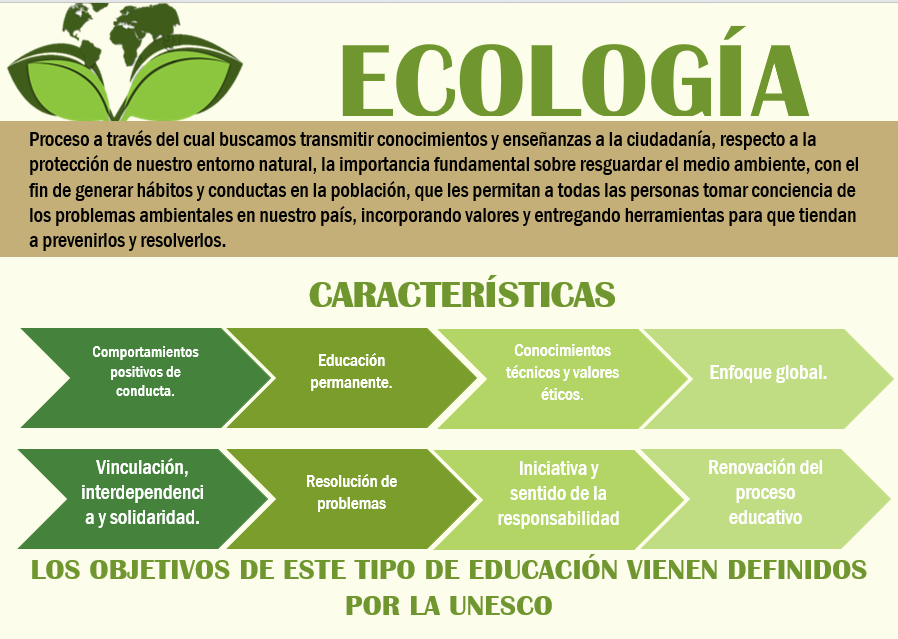 ECOLOGÍA
Proceso a través del cual buscamos transmitir conocimientos y enseñanzas a la ciudadanía, respecto a la
protección de nuestro entorno natural, la importancia fundamental sobre resguardar el medio ambiente, con el
fin de generar hábitos y conductas en la población, que les permitan a todas las personas tomar conciencia de
los problemas ambientales en nuestro país, incorporando valores y entregando herramientas para que tiendan
a prevenirlos y resolverlos.
CARACTERÍSTICAS
Comportamientos
positivos de
conducta.
Educación
permanente.
Conocimientos
técnicos y valores
éticos.
Enfoque global.
Vinculación,
interdependenci
a y solidaridad.
Resolución de
problemas
Iniciativa y
sentido de la
responsabilidad
Renovación del
proceso
educativo
LOS OBJETIVOS DE ESTE TIPO DE EDUCACIÓN VIENEN DEFINIDOS
POR LA UNESCO